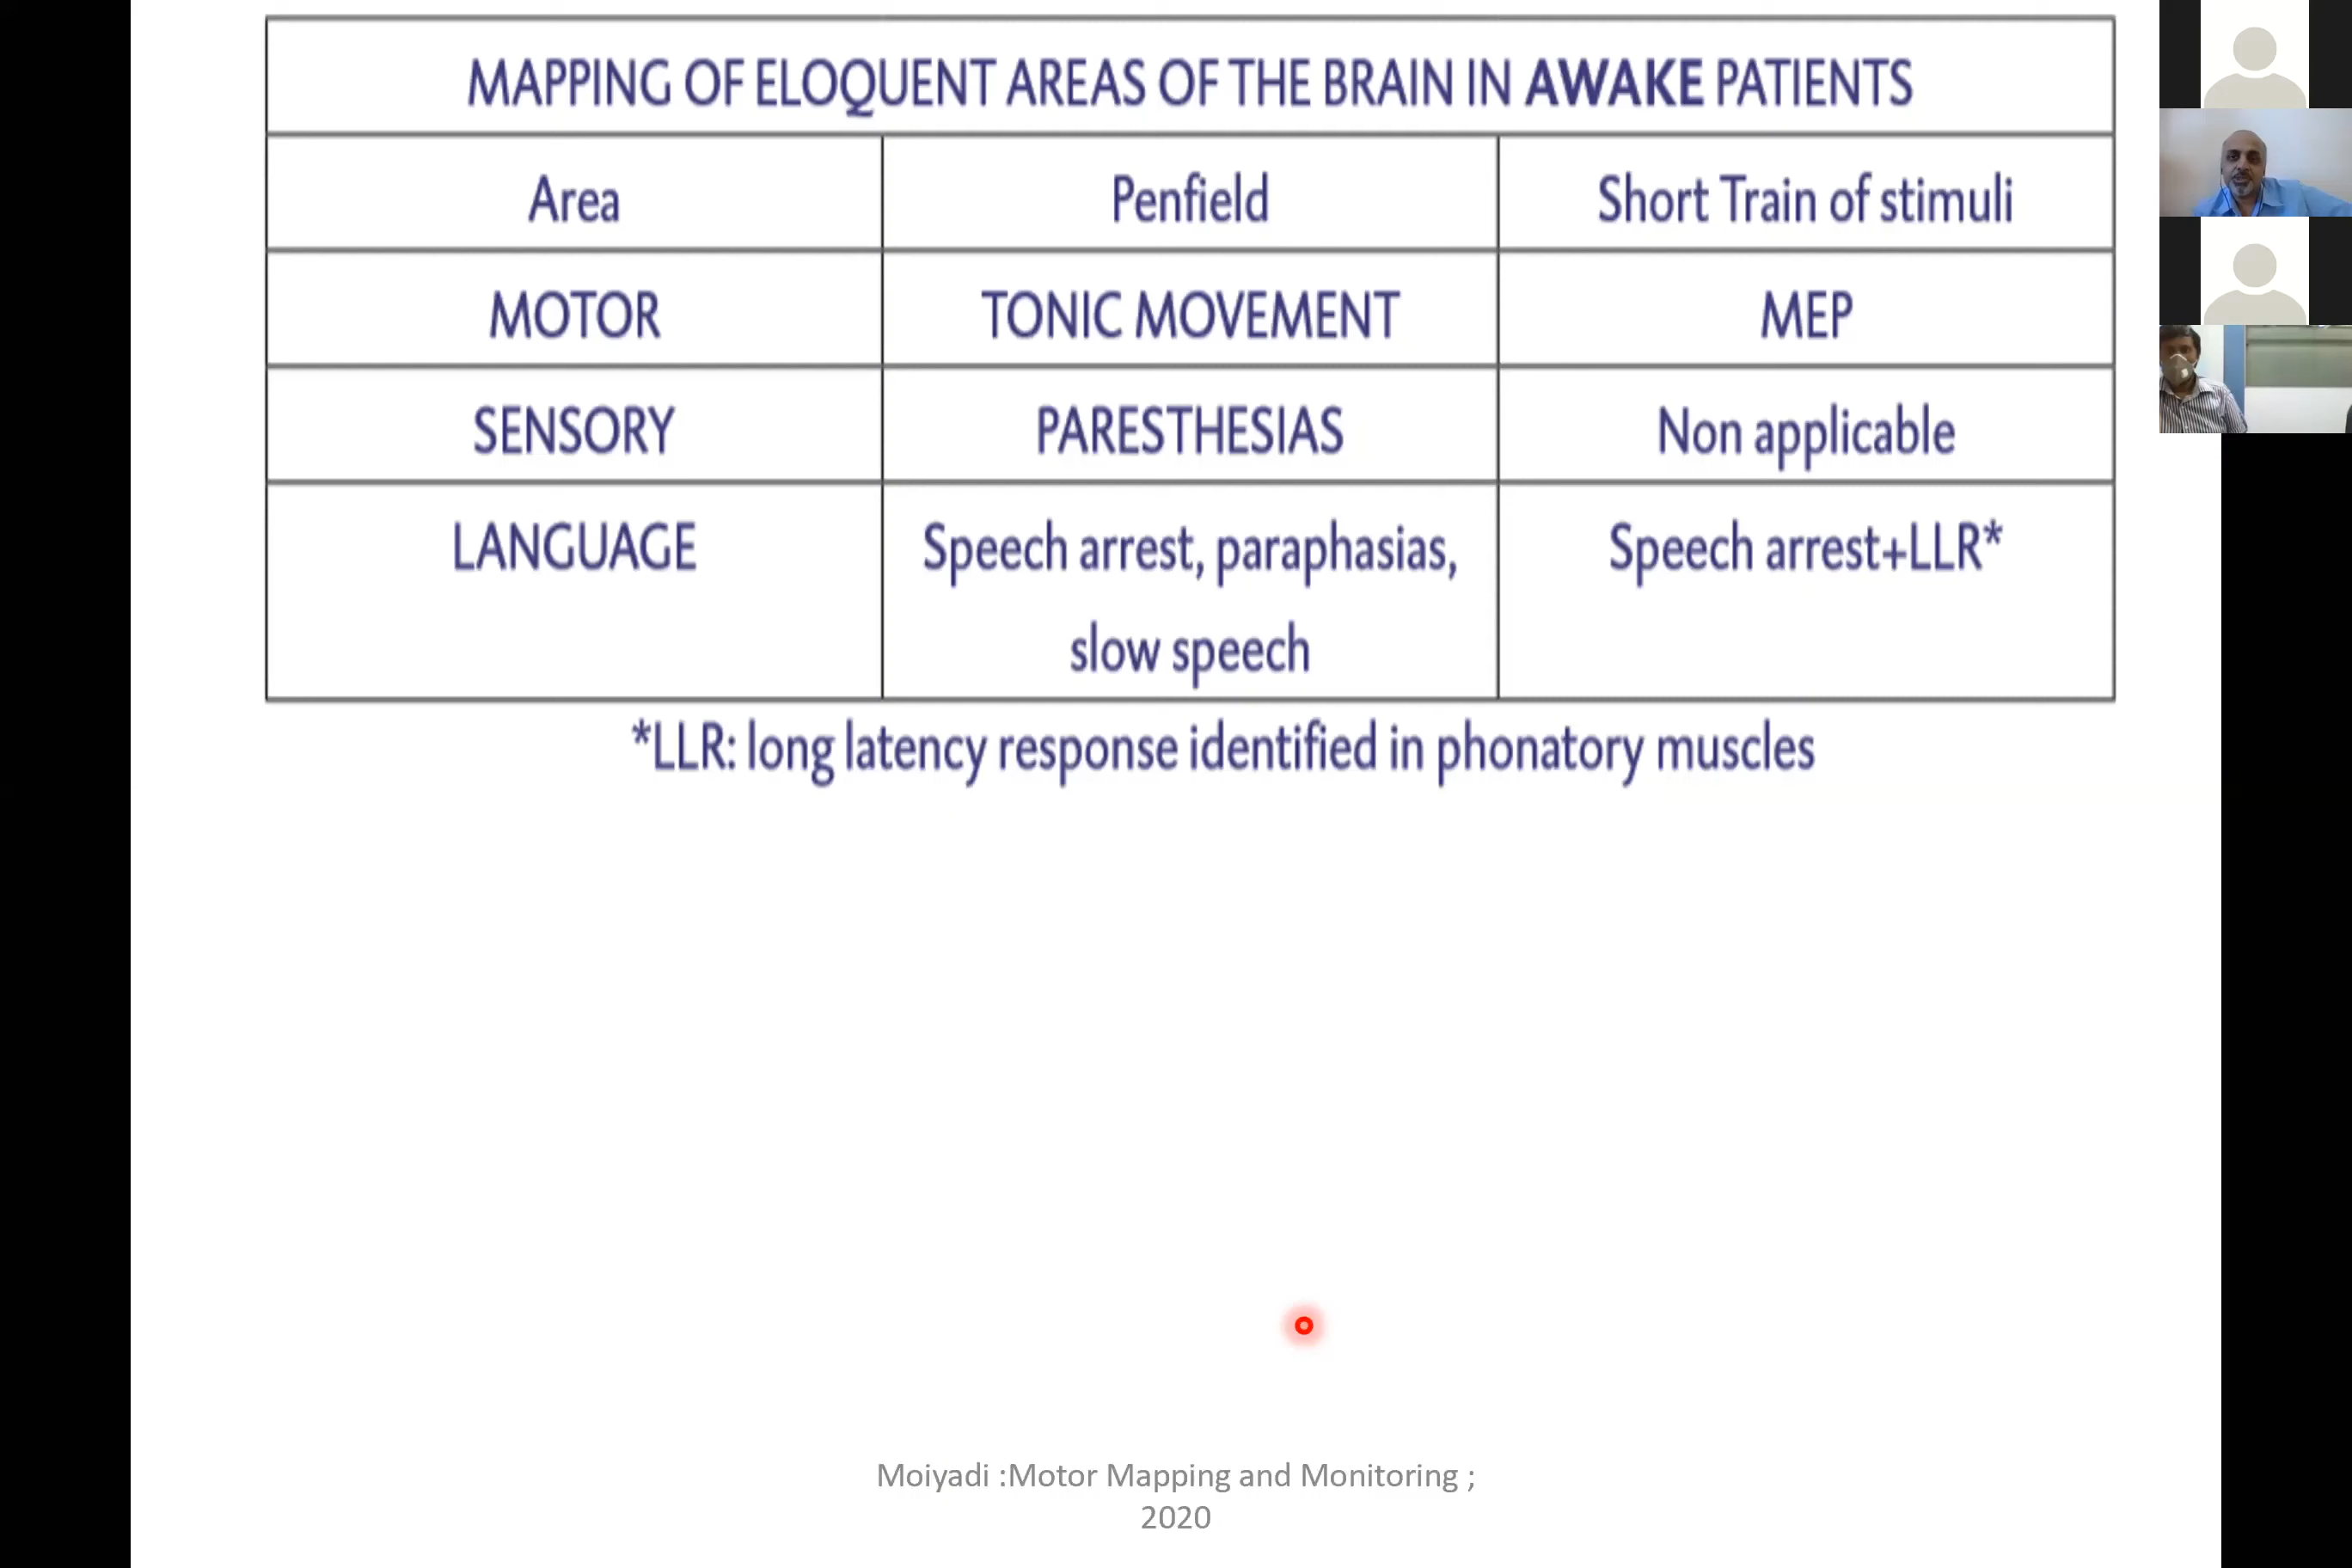 MAPPING OF ELOQUENT AREAS OF THE BRAIN IN AWAKE PATIENTS
Area Penfield Short Train of stimuli
MOTOR TONIC MOVEMENT MEP
SENSORY PARESTHESIAS Non applicable
LANGUAGE Speech arrest, paraphasias, Speech arrest+LLR*
slow speech
*LLR: long latency response identified in phonatory muscles
Moiyadi :Motor Mapping and Monitoring ;
2020